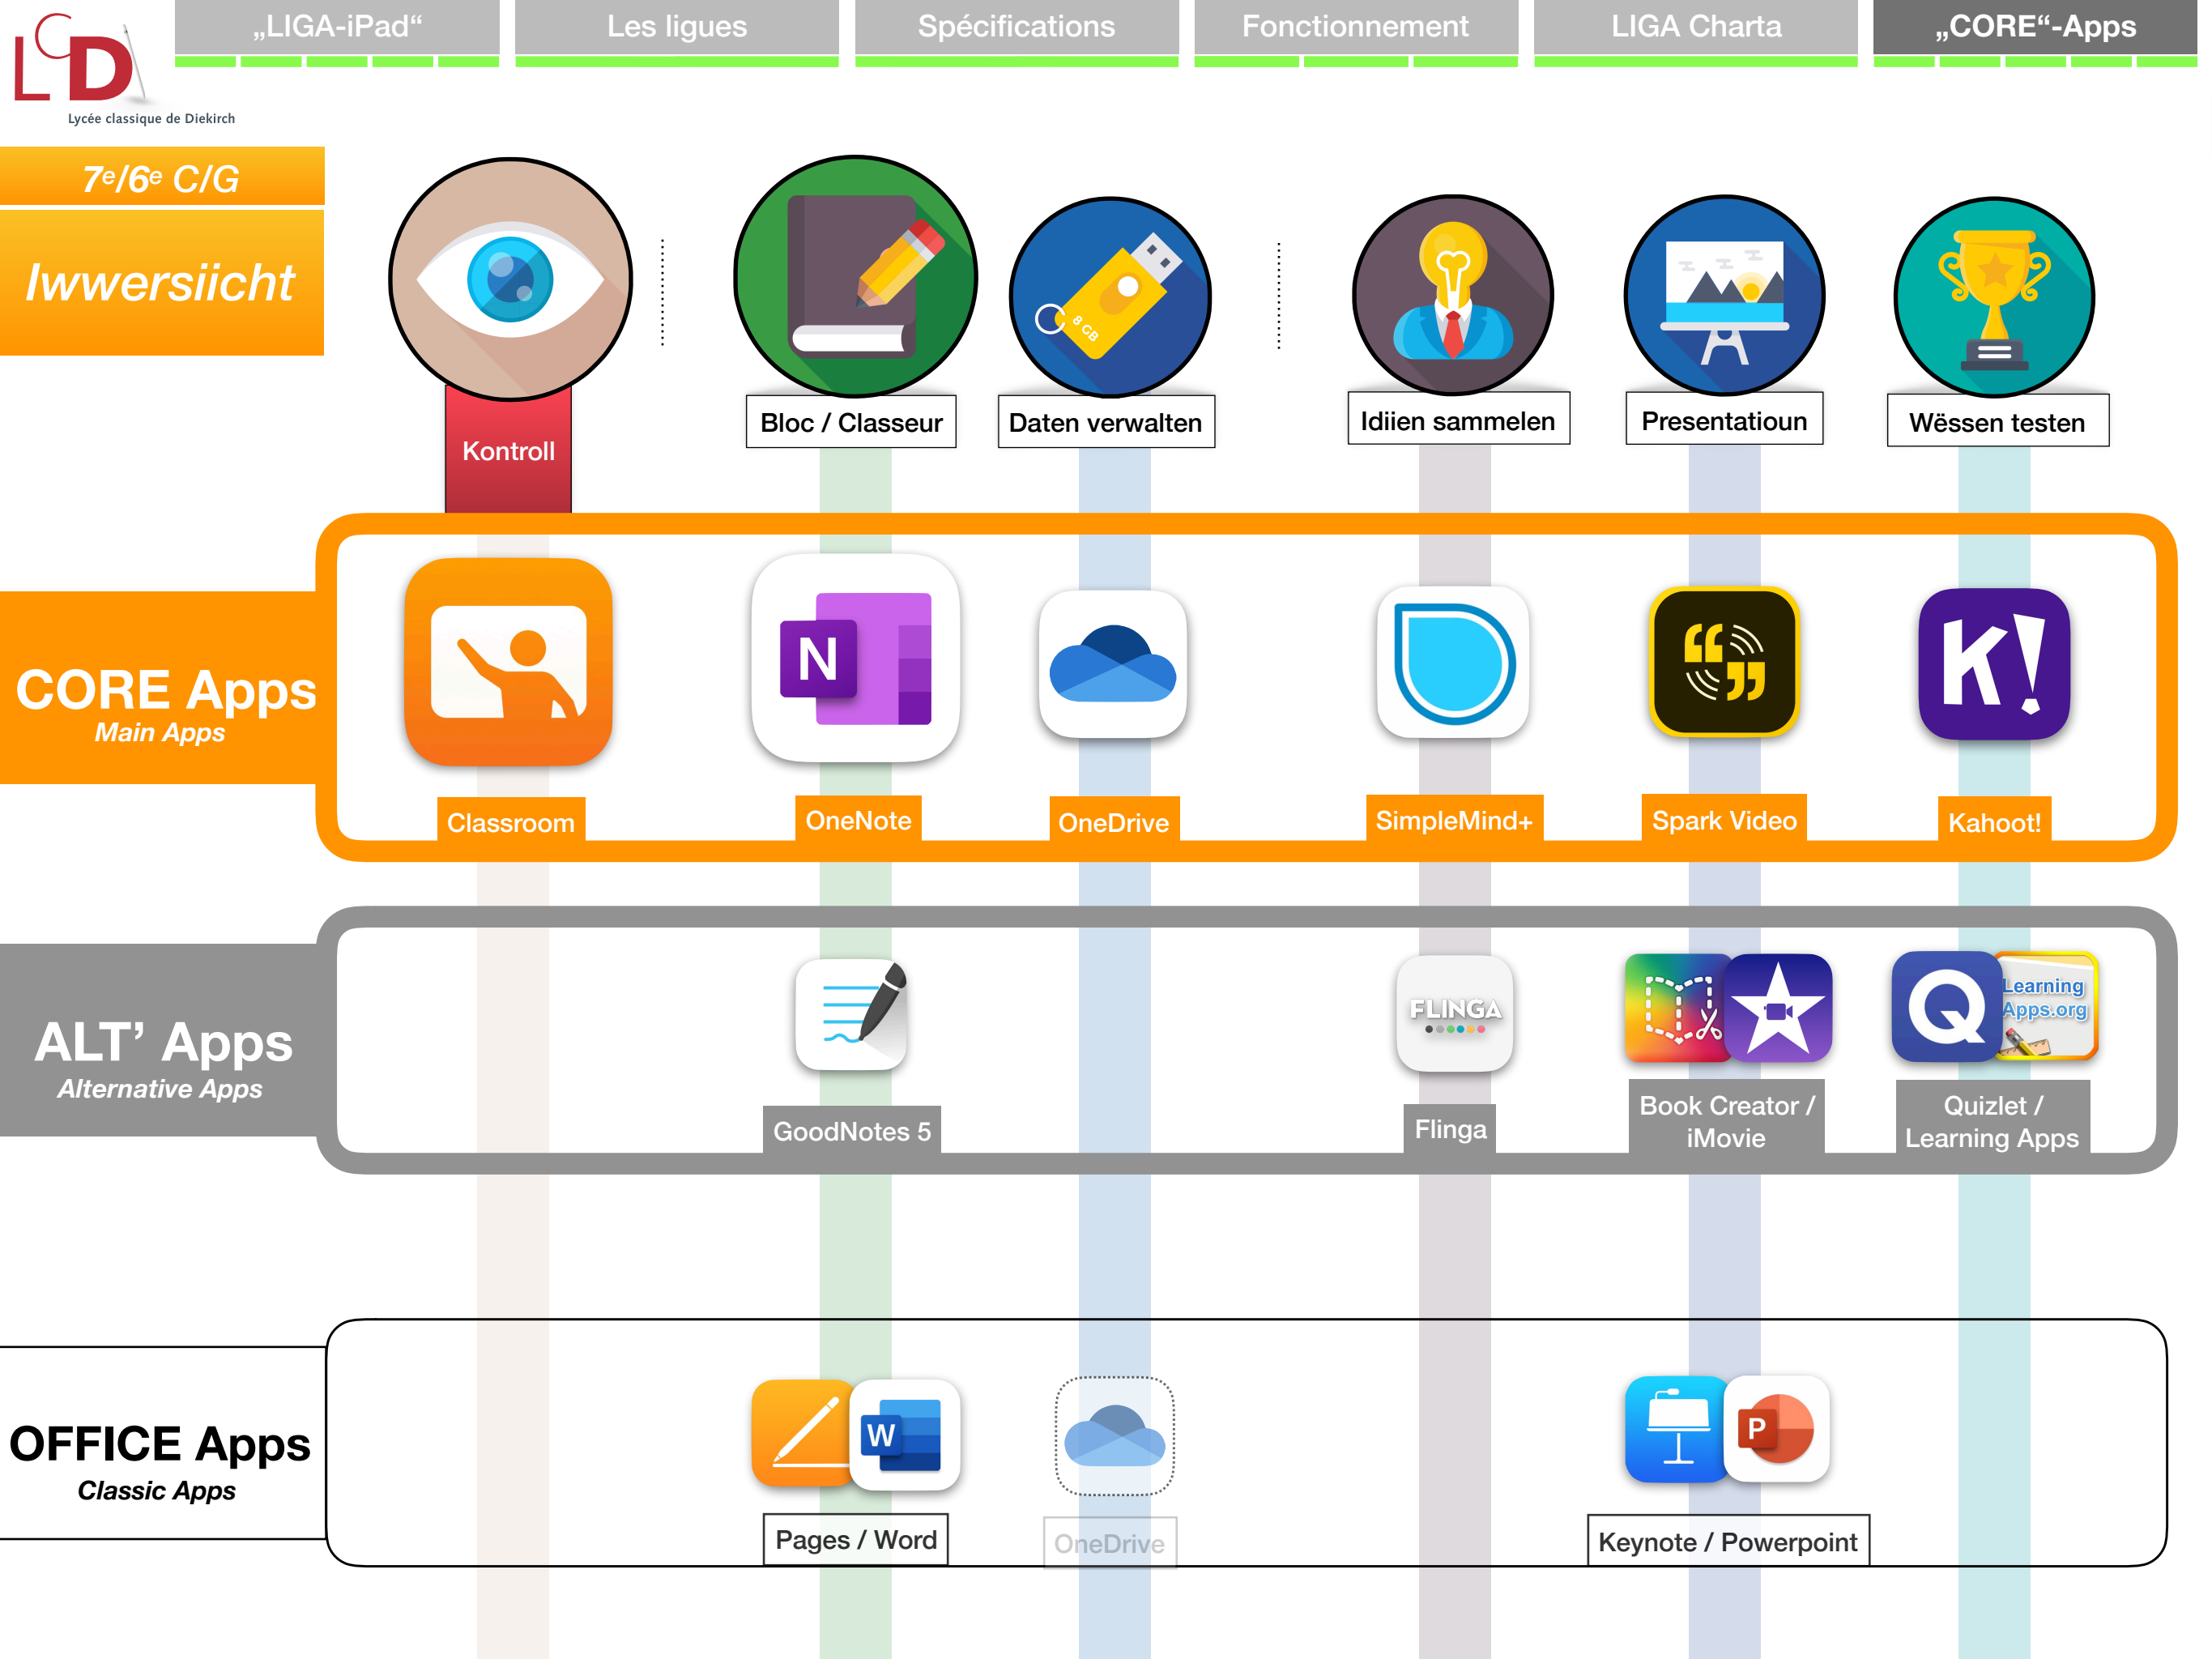 „LIGA-iPad“
Les ligues
Spécifications
Fonctionnement
LIGA Charta
„CORE“-Apps
LCD
Lycée classique de Diekirch
7e/6e C/G
Iwwersiicht
8 GB
Kontroll
Bloc / Classeur
Daten verwalten
Idiien sammelen
Presentatioun
Wëssen testen
CORE Apps
Main Apps
N
K!
Classroom
OneNote
OneDrive
SimpleMind+
Spark Video
Kahoot!
ALT’ Apps
Alternative Apps
FLINGA
Q
Learning
Apps.org
GoodNotes 5
Flinga
Book Creator /
iMovie
Quizlet /
Learning Apps
OFFICE Apps
Classic Apps
W
P
Pages / Word
OneDrive
Keynote / Powerpoint